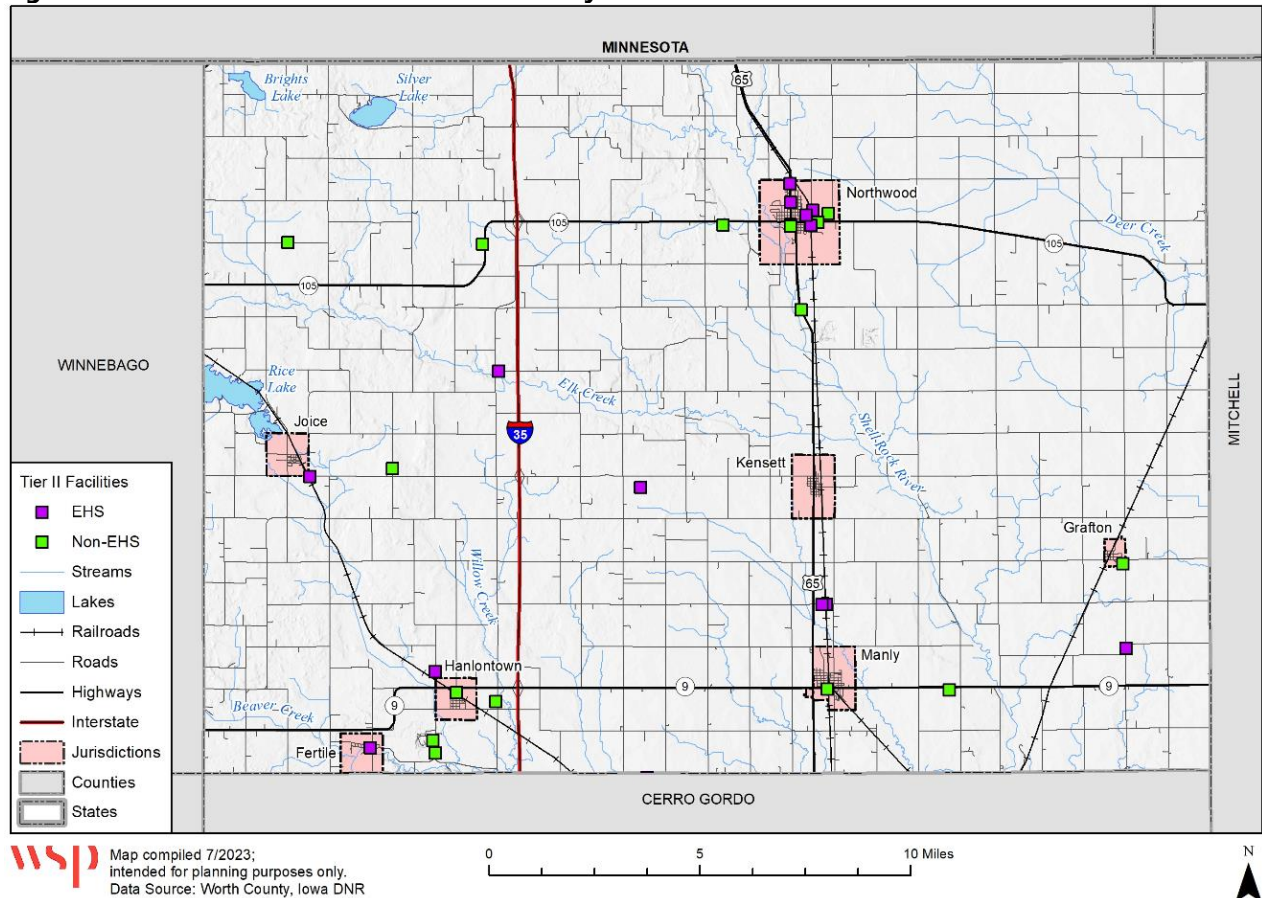 MINNESOTA
Brights
Lake
Silver
Lake
65
Northwood
105
105
105
Deer Creek
WINNEBAGO
MITCHELL
Rice
Lake
Elk Creek
Joice
35
Shell Rock River
Kensett
Grafton
Willow Creek
65
Hanlontown
Manly
9
9
9
Beaver Creek
Fertile
CERRO GORDO
Tier II Facilities
EHS
Non-EHS
Streams
Lakes
Railroads
Roads
Highways
Interstate
Jurisdictions
Counties
States
wsp
Map compiled 7/2023;
intended for planning purposes only.
Data Source: Worth County, Iowa DNR
0 5 10 Miles
N